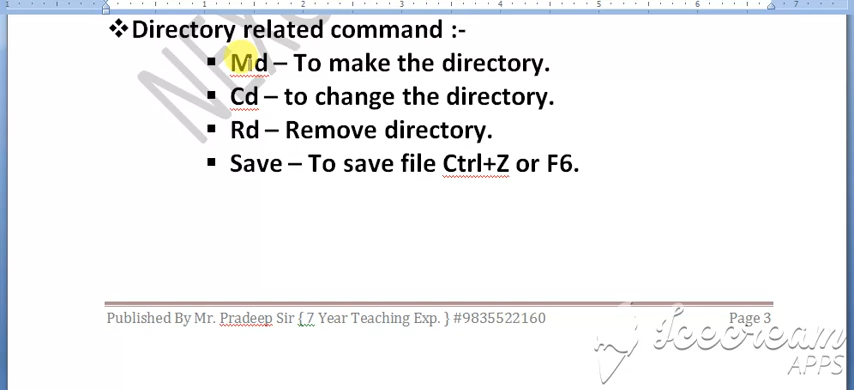 ❖Directory related command :-
▪ Md – To make the directory.
▪ Cd – to change the directory.
▪ Rd – Remove directory.
▪ Save – To save file Ctrl+Z or F6.
Published By Mr. Pradeep Sir { 7 Year Teaching Exp. } #9835522160 Page 3
Icecream
APPS